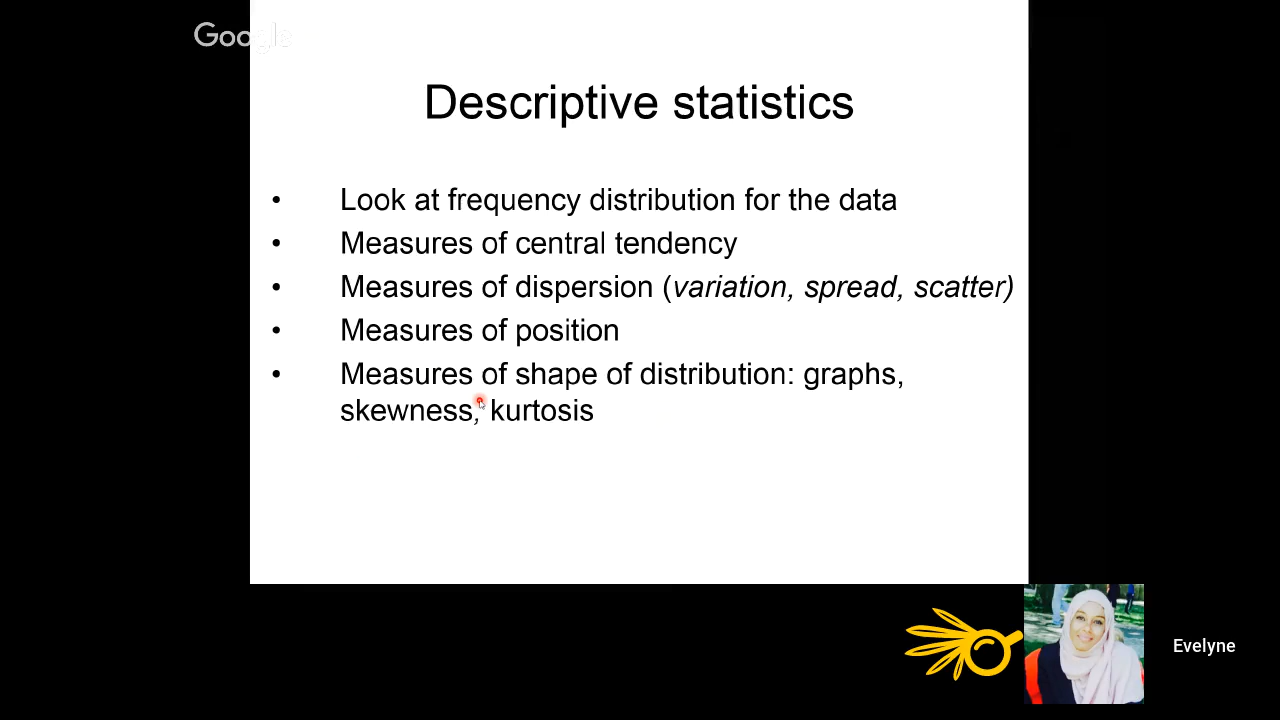 Google
Descriptive statistics
• Look at frequency distribution for the data
• Measures of central tendency
• Measures of dispersion (variation, spread, scatter)
• Measures of position
• Measures of shape of distribution: graphs,
skewness, kurtosis
Evelyne